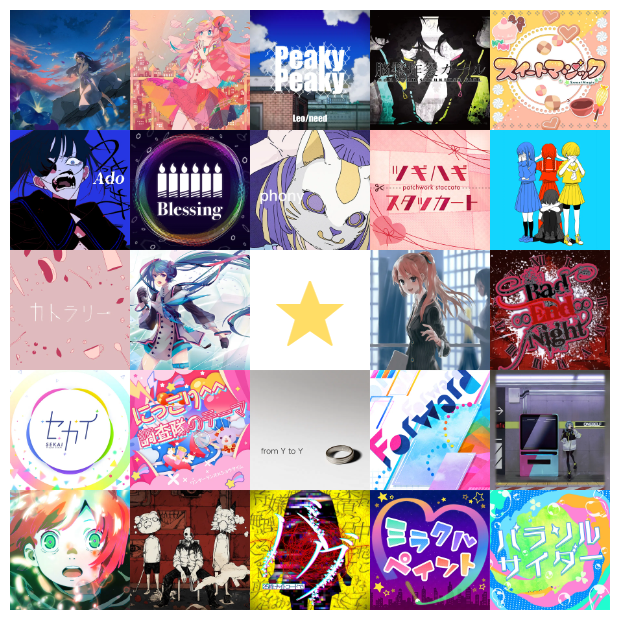 Peaky
Peaky
Leo/need
スイートマジック
Ado
Blessing
phony
ツギハギ
patchwork staccato
スタッカート
カトラリー
Bad
End
Night
セカイ
SEKAI
にっこり^^
調査隊のテーマ
from Y to Y
Forward
ミラクル
ペイント
パラソル
サイダー